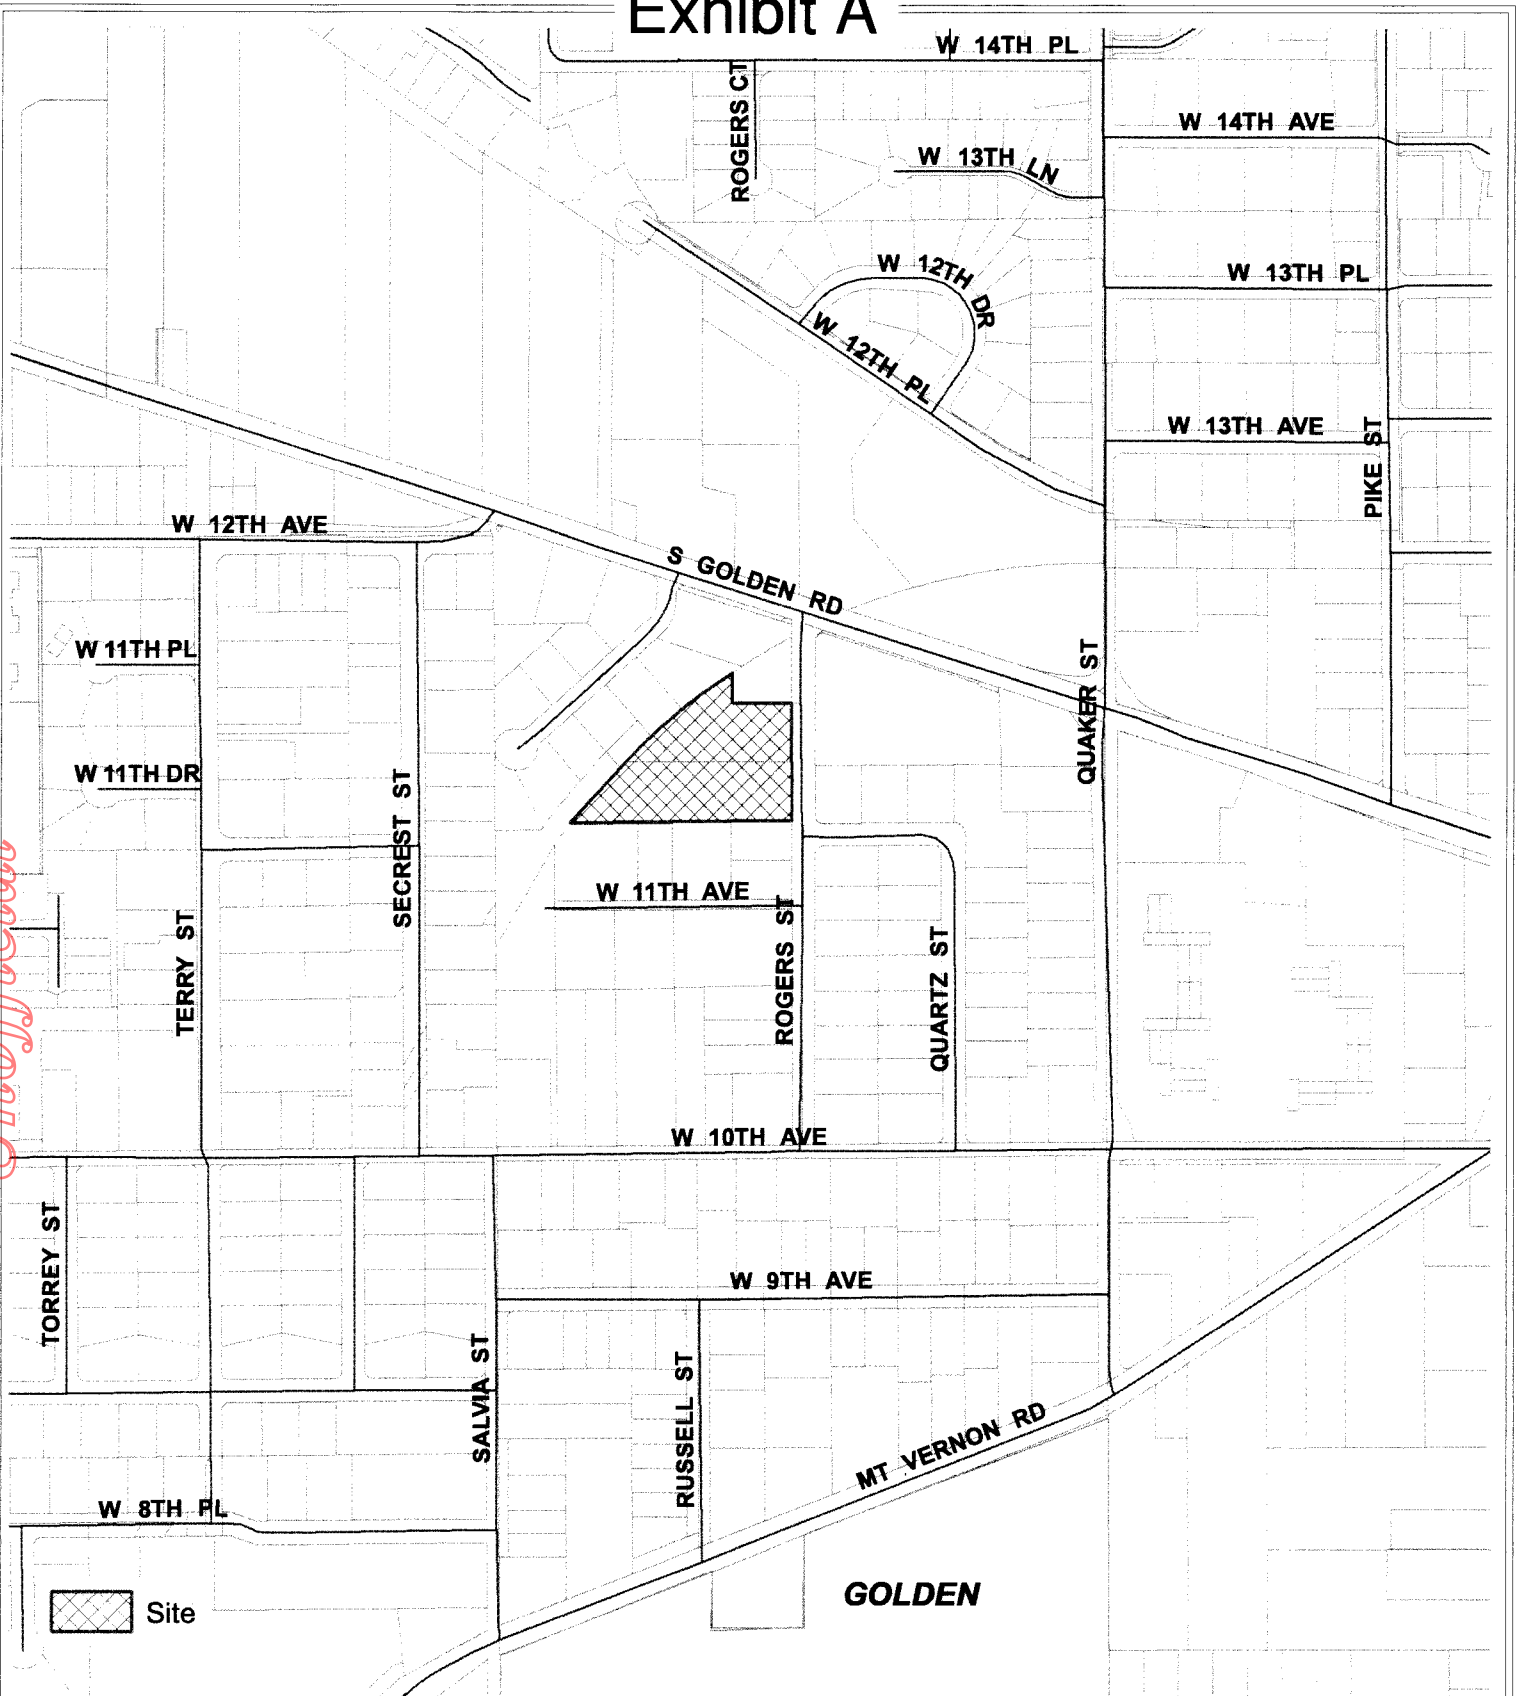 Exhibit A
W 14TH PL
ROGERS CT
W 14TH AVE
W 13TH LN
W 12TH DR
W 13TH PL
W 12TH PL
W 13TH AVE
PIKE ST
W 12TH AVE
S GOLDEN RD
W 11TH PL
QUAKER ST
W 11TH DR
SECREST ST
W 11TH AVE
TERRY ST
ROGERS ST
QUARTZ ST
W 10TH AVE
TORREY ST
W 9TH AVE
SALVIA ST
RUSSELL ST
MT VERNON RD
W 8TH PL
GOLDEN
Site